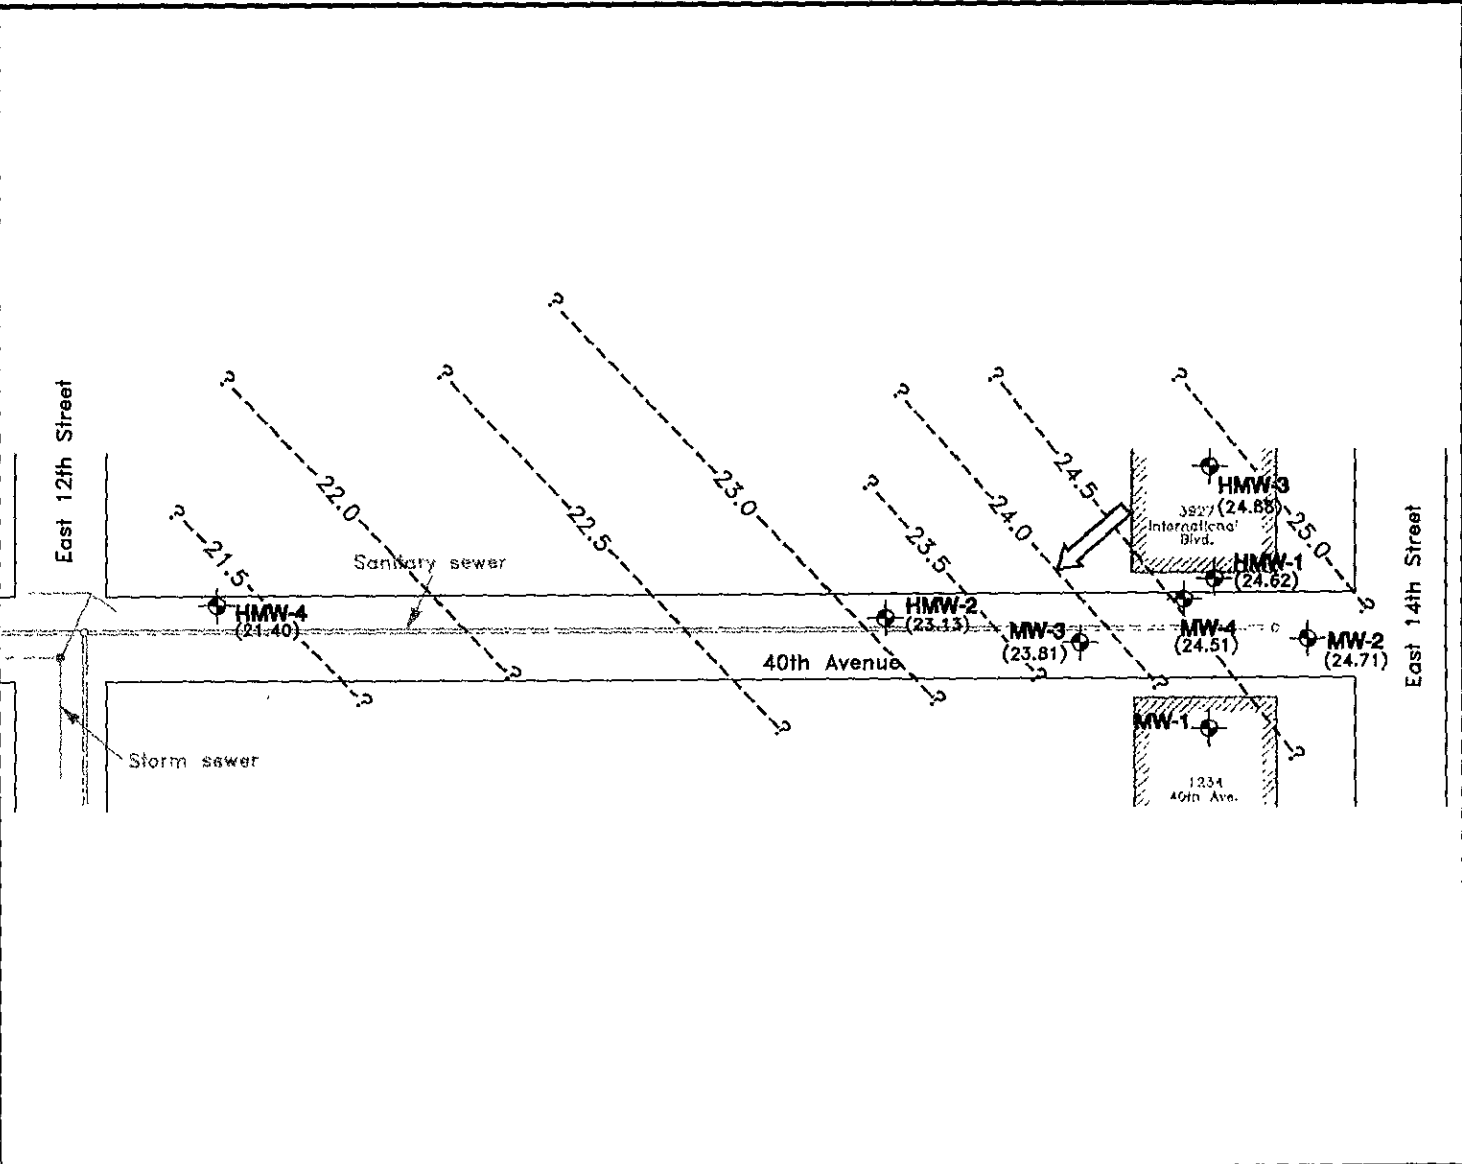 ?
?
?
?
?
?
?
?
?
East 12th Street
24.5
HMW-3
(24.88)
3927
International
Blvd.
22.0
23.0
24.0
22.5
23.5
25.0
21.5
East 14th Street
Sanitary sewer
HMW-1
(24.62)
?
HMW-4
(21.40)
HMW-2
(23.13)
MW-3
(23.81)
MW-4
(24.51)
MW-2
(24.71)
40th Avenue
?
?
?
?
?
?
?
MW-1
?
Storm sewer
1234
40th Ave.